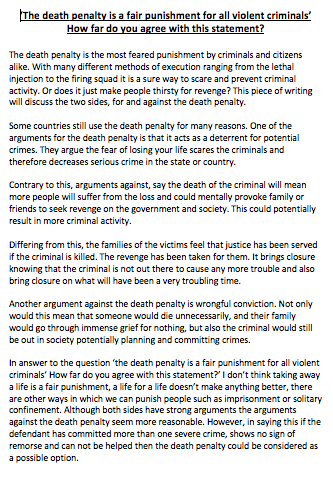 'The death penalty is a fair punishment for all violent criminals'
How far do you agree with this statement?
The death penalty is the most feared punishment by criminals and citizens
alike. With many different methods of execution ranging from the lethal
injection to the firing squad it is a sure way to scare and prevent criminal
activity. Or does it just make people thirsty for revenge? This piece of writing
will discuss the two sides, for and against the death penalty.
Some countries still use the death penalty for many reasons. One of the
arguments for the death penalty is that it acts as a deterrent for potential
crimes. They argue the fear of losing your life scares the criminals and
therefore decreases serious crime in the state or country.
Contrary to this, arguments against, say the death of the criminal will mean
more people will suffer from the loss and could mentally provoke family or
friends to seek revenge on the government and society. This could potentially
result in more criminal activity.
Differing from this, the families of the victims feel that justice has been served
if the criminal is killed. The revenge has been taken for them. It brings closure
knowing that the criminal is not out there to cause any more trouble and also
bring closure on what will have been a very troubling time.
Another argument against the death penalty is wrongful conviction. Not only
would this mean that someone would die unnecessarily, and their family
would go through immense grief for nothing, but also the criminal would still
be out in society potentially planning and committing crimes.
In answer to the question 'the death penalty is a fair punishment for all violent
criminals' How far do you agree with this statement?' I don't think taking away
a life is a fair punishment, a life for a life doesn't make anything better, there
are other ways in which we can punish people such as imprisonment or solitary
confinement. Although both sides have strong arguments the arguments
against the death penalty seem more reasonable. However, in saying this if the
defendant has committed more than one severe crime, shows no sign of
remorse and can not be helped then the death penalty could be considered as
a possible option.